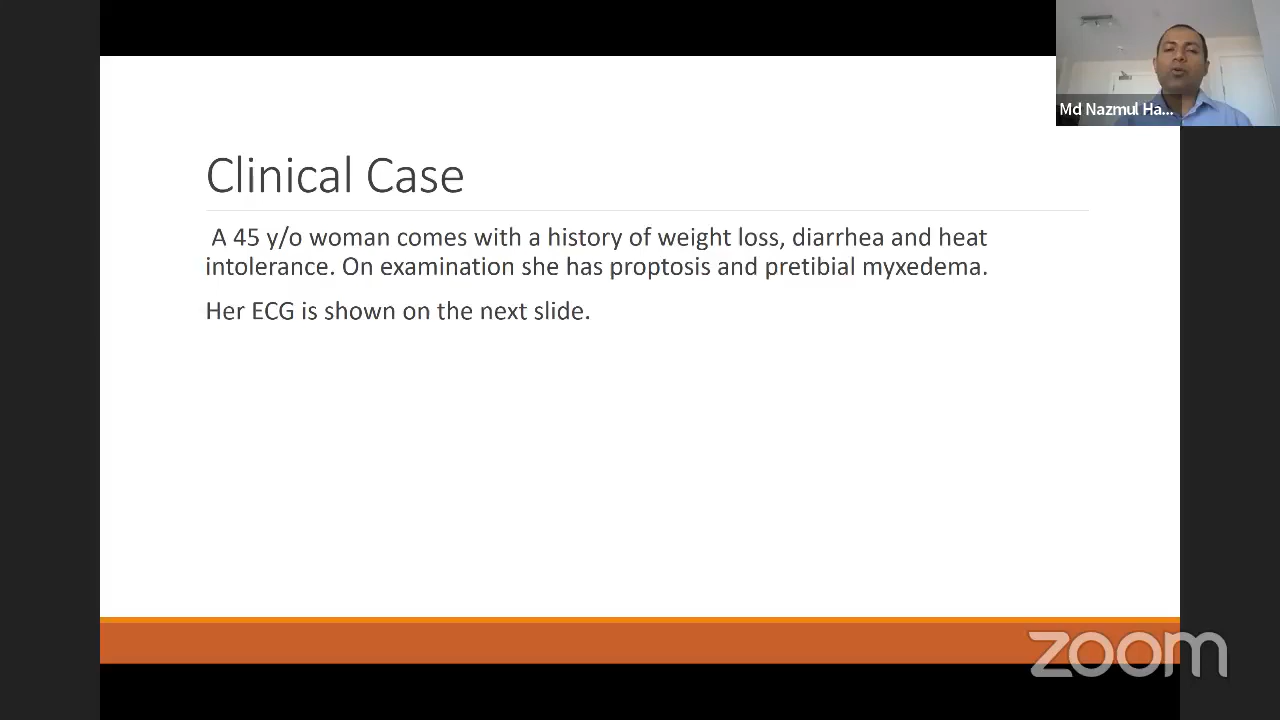 Md Nazmul Ha...
Clinical Case
A 45 y/o woman comes with a history of weight loss, diarrhea and heat
intolerance. On examination she has proptosis and pretibial myxedema.
Her ECG is shown on the next slide.
zoom